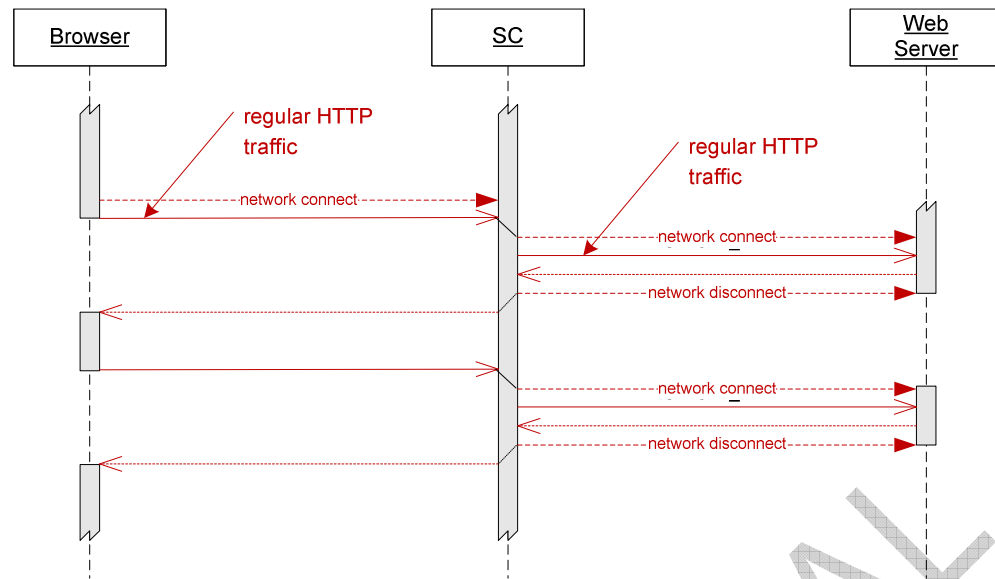 Browser
SC
Web
Server
regular HTTP
traffic
regular HTTP
traffic
network connect
network connect
network disconnect
network connect
network disconnect